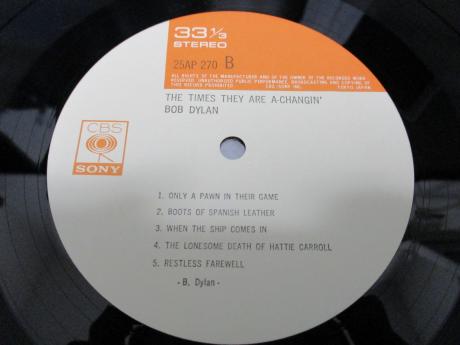 33 1/3
STEREO
25AP 270 B
ALL RIGHTS OF THE MANUFACTURER AND OF THE OWNER OF THE RECORDED WORK
RESERVED. UNAUTHORIZED PUBLIC PERFORMANCE, BROADCASTING AND COPYING OF
THIS RECORD PROHIBITED. CBS/SONY INC. TOKYO JAPAN
THE TIMES THEY ARE A-CHANGIN'
BOB DYLAN
CBS
SONY
1. ONLY A PAWN IN THEIR GAME
2. BOOTS OF SPANISH LEATHER
3. WHEN THE SHIP COMES IN
4. THE LONESOME DEATH OF HATTIE CARROLL
5. RESTLESS FAREWELL
- B. Dylan -